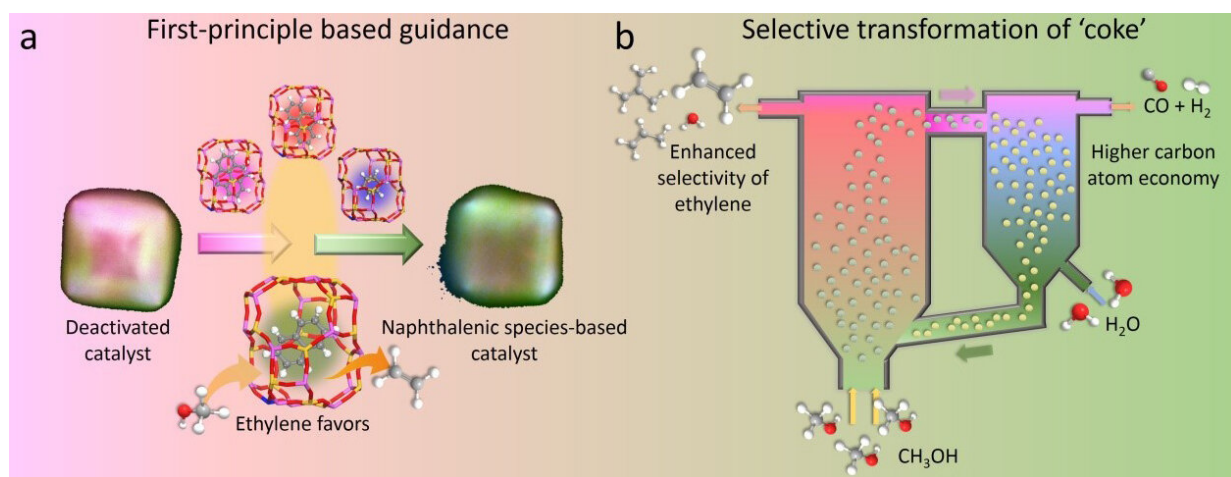 a
First-principle based guidance
Deactivated
catalyst
Naphthalenic species-based
catalyst
Ethylene favors
b
Selective transformation of ‘coke’
Enhanced
selectivity of
ethylene
CO + H₂
Higher carbon
atom economy
H₂O
CH₃OH